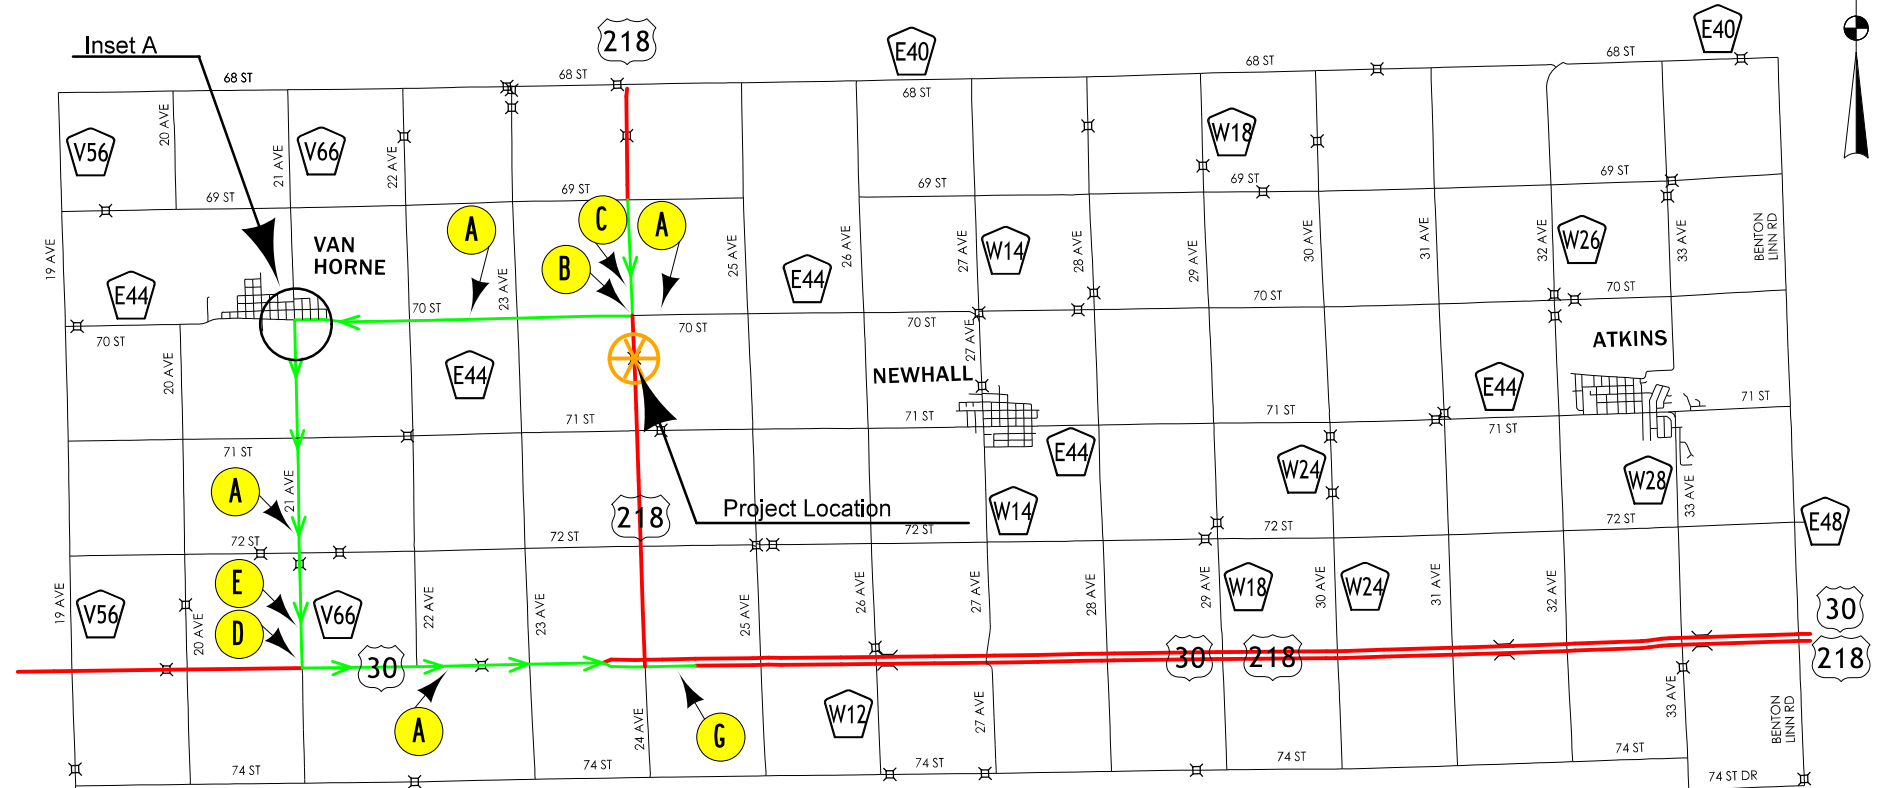 Inset A
218
E40
E40
68 ST
68 ST
68 ST
68 ST
68 ST
20 AVE
V56
21 AVE
V66
22 AVE
W18
69 ST
69 ST
69 ST
69 ST
69 ST
19 AVE
VAN
HORNE
A
C
A
B
23 AVE
25 AVE
26 AVE
27 AVE
W14
28 AVE
29 AVE
30 AVE
31 AVE
32 AVE
W26
33 AVE
BENTON
LINN RD
E44
E44
70 ST
70 ST
70 ST
70 ST
70 ST
70 ST
20 AVE
E44
27 AVE
NEWHALL
ATKINS
E44
71 ST
71 ST
71 ST
71 ST
71 ST
71 ST
E44
A
21 AVE
218
Project Location
W14
W24
W28
33 AVE
E48
72 ST
72 ST
72 ST
72 ST
72 ST
19 AVE
V56
20 AVE
E
D
V66
22 AVE
23 AVE
25 AVE
26 AVE
27 AVE
28 AVE
29 AVE
W18
30 AVE
W24
31 AVE
32 AVE
30
218
30
30
218
A
24 AVE
G
W12
27 AVE
33 AVE
BENTON
LINN RD
74 ST
74 ST
74 ST
74 ST
74 ST
74 ST DR